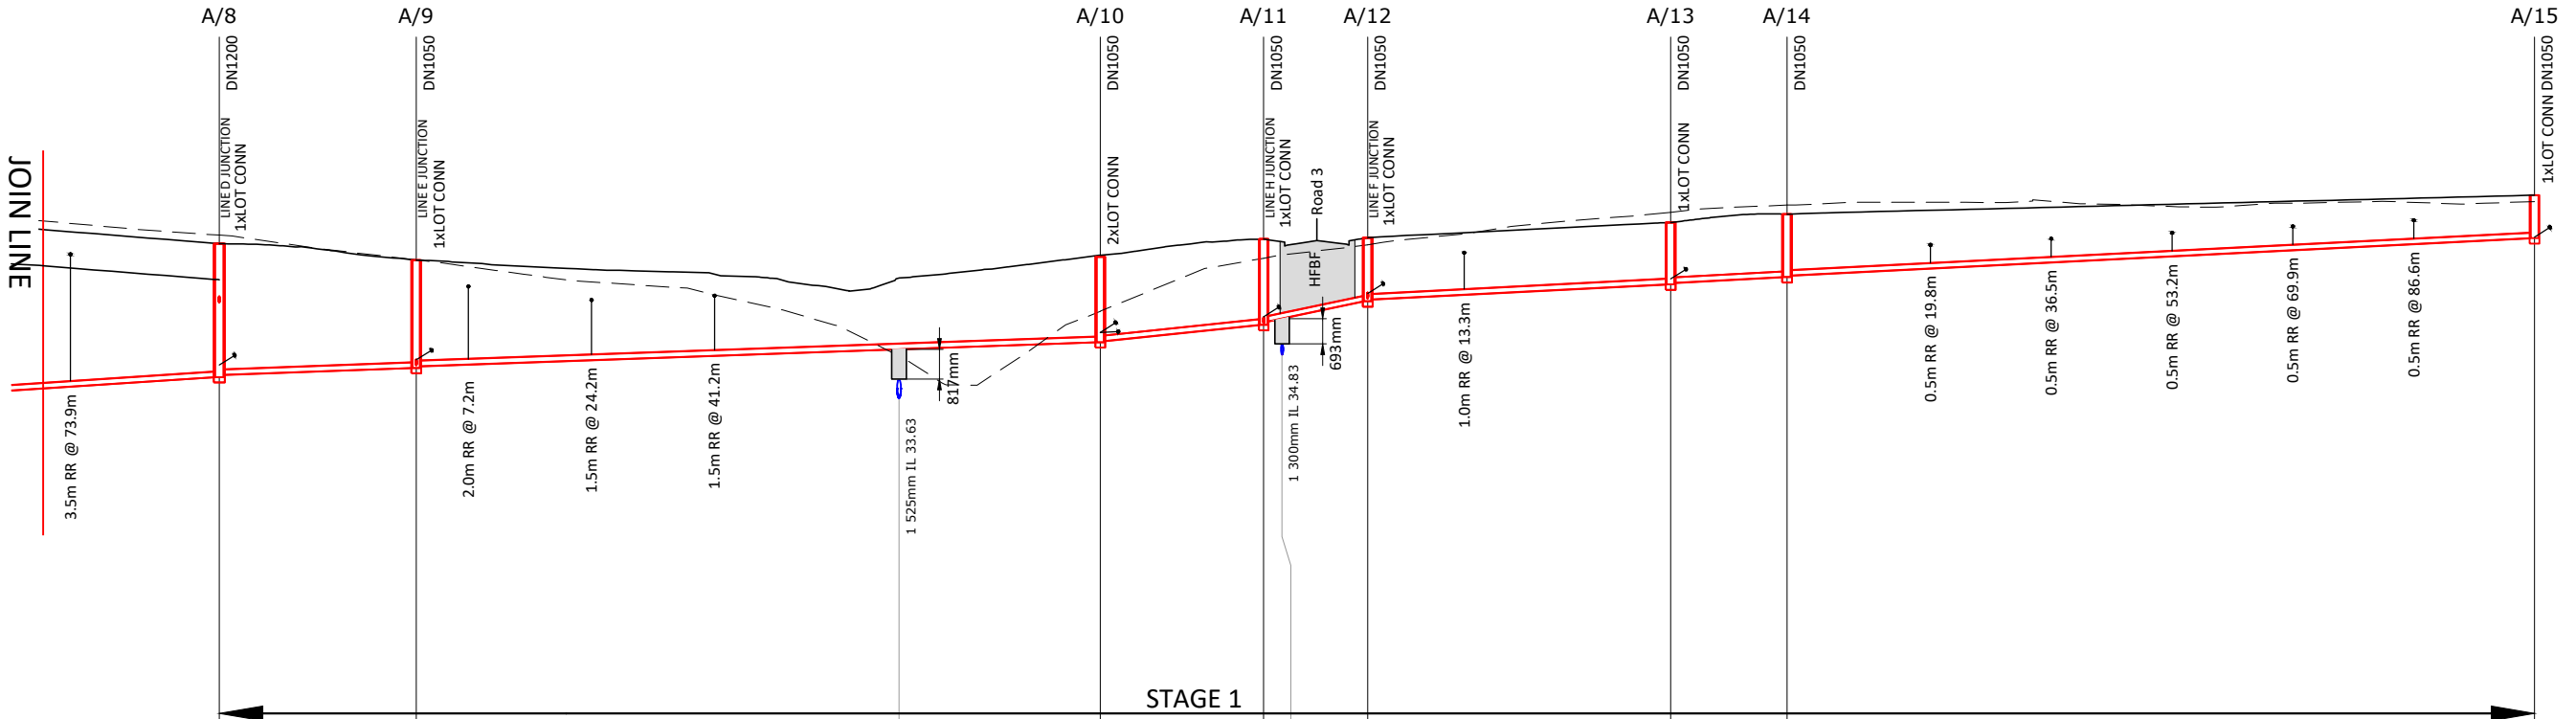 A/8
A/9
A/10
A/11
A/12
A/13
A/14
A/15
DN1200
DN1050
DN1050
DN1050
DN1050
DN1050
DN1050
1xLOT CONN DN1050
JOIN LINE
LINE D JUNCTION
1xLOT CONN
LINE E JUNCTION
1xLOT CONN
2xLOT CONN
LINE H JUNCTION
1xLOT CONN
Road 3
HFBF
LINE F JUNCTION
1xLOT CONN
1xLOT CONN
3.5m RR @ 73.9m
2.0m RR @ 7.2m
1.5m RR @ 24.2m
1.5m RR @ 41.2m
817mm
1 525mm IL 33.63
693mm
1 300mm IL 34.83
1.0m RR @ 13.3m
0.5m RR @ 19.8m
0.5m RR @ 36.5m
0.5m RR @ 53.2m
0.5m RR @ 69.9m
0.5m RR @ 86.6m
STAGE 1